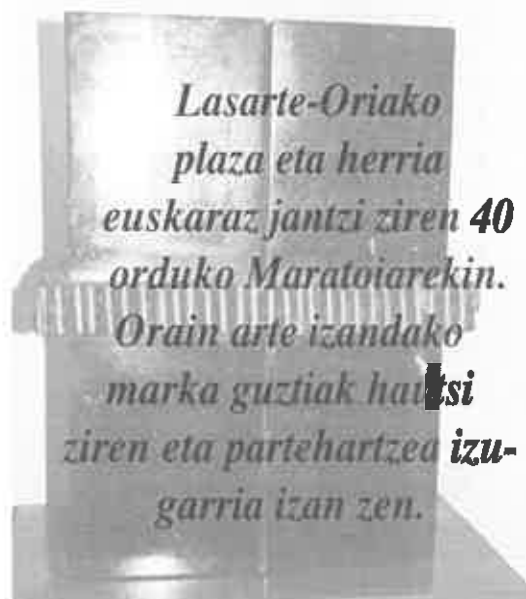 Lasarte-Oriako
plaza eta herria
euskaraz jantzi ziren 40
orduko Maratoiarekin.
Orain arte izandako
marka guztiak hautsi
ziren eta partehartzea izu-
garria izan zen.